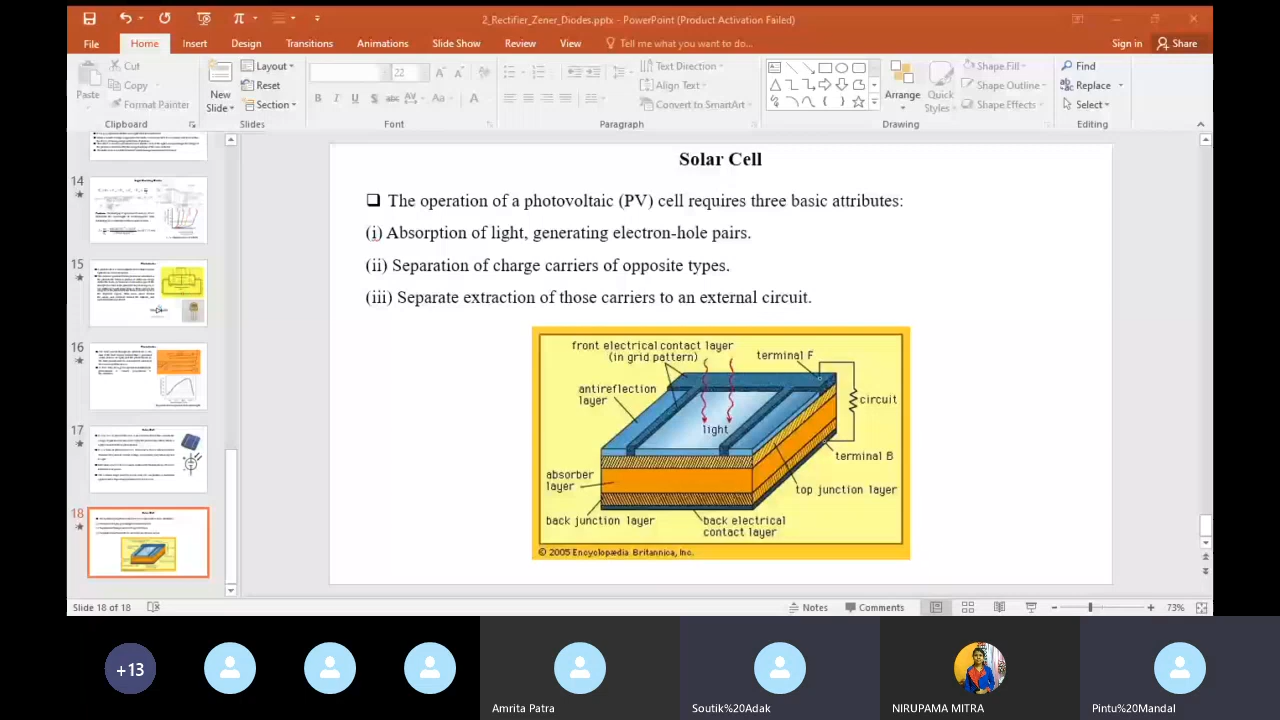 2_Rectifier_Zener_Diodes.pptx - PowerPoint (Product Activation Failed)
File Home Insert Design Transitions Animations Slide Show Review View Tell me what you want to do... Sign in Share
Cut
Copy
Format Painter
Paste
Clipboard
New Slide
Layout
Reset
Section
Slides
22
B I U S abc AV Aa A
Font
Text Direction
Align Text
Convert to SmartArt
Paragraph
Arrange
Quick Styles
Shape Fill
Shape Outline
Shape Effects
Drawing
Find
Replace
Select
Editing
14
15
16
17
18
Solar Cell
The operation of a photovoltaic (PV) cell requires three basic attributes:
(i) Absorption of light, generating electron-hole pairs.
(ii) Separation of charge carriers of opposite types.
(iii) Separate extraction of those carriers to an external circuit.
front electrical contact layer
(in grid pattern)
terminal F
antireflection
layer
circuit
light
terminal B
absorber
layer
top junction layer
back junction layer
back electrical
contact layer
© 2005 Encyclopædia Britannica, Inc.
Slide 18 of 18 Notes Comments 73%
+13
Amrita Patra Soutik%20Adak NIRUPAMA MITRA Pintu%20Mandal